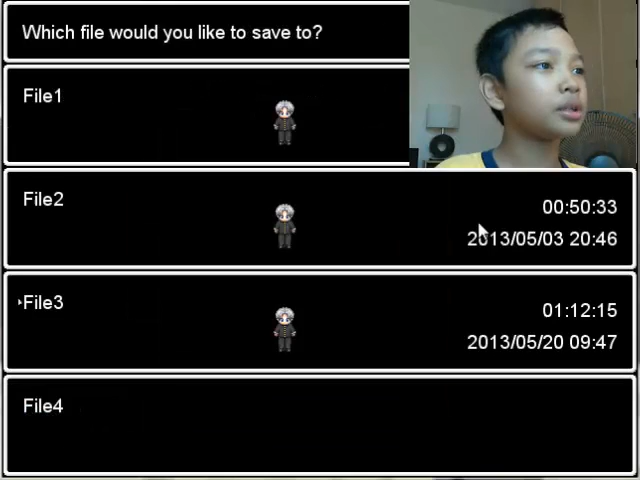 Which file would you like to save to?
File1
File2
00:50:33
2013/05/03 20:46
File3
01:12:15
2013/05/20 09:47
File4